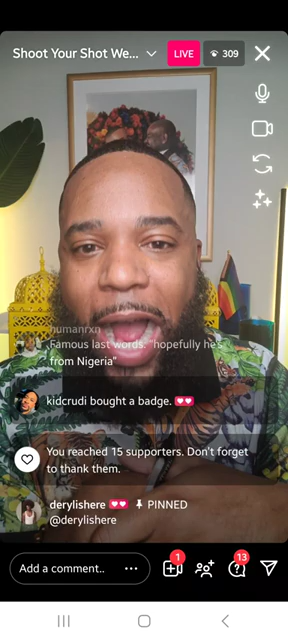 Shoot Your Shot We...
LIVE
309
humanrxn
Famous last words: "hopefully he's
from Nigeria"
kidcrudi bought a badge.
You reached 15 supporters. Don't forget
to thank them.
derylishere PINNED
@derylishere
Add a comment..
1
13